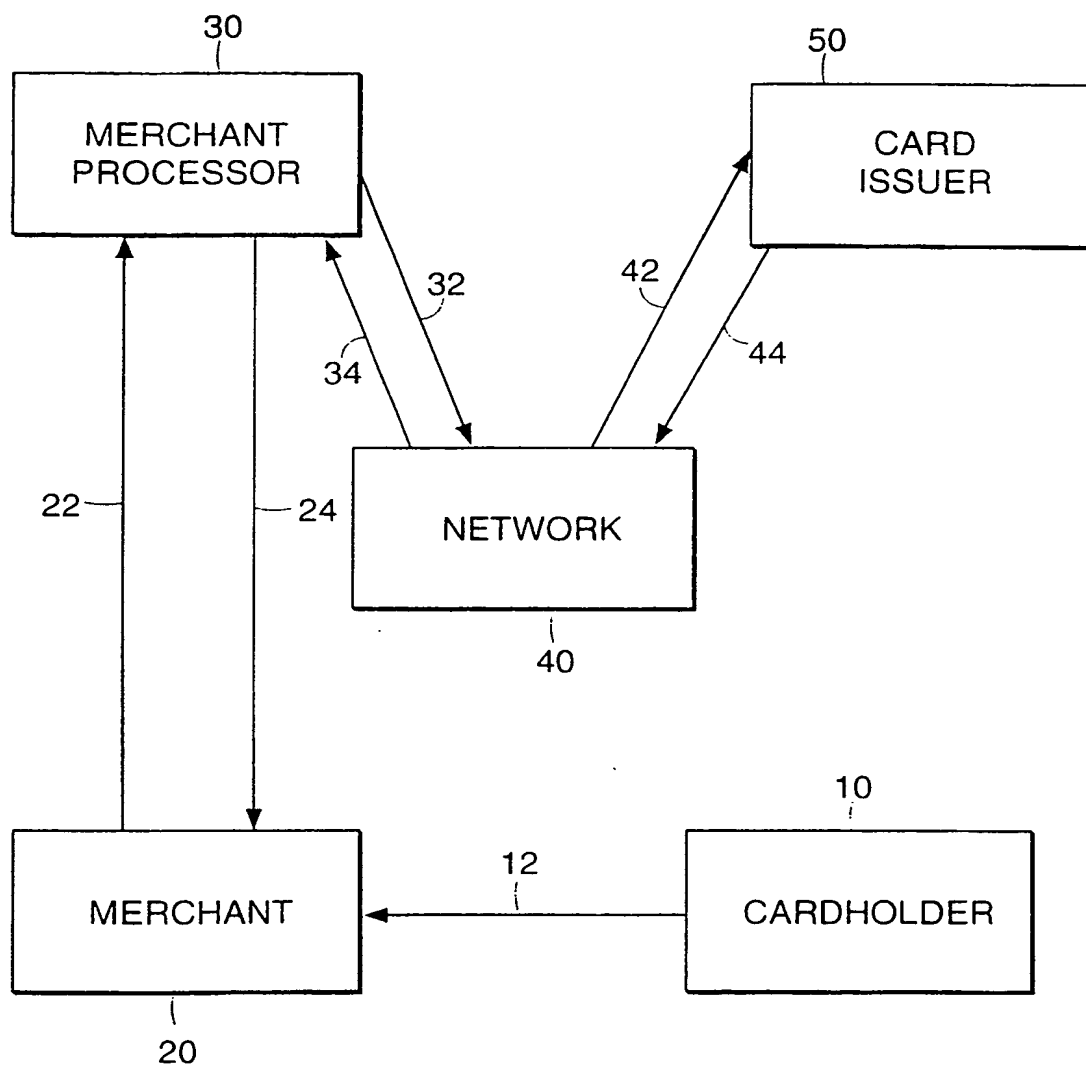 30
MERCHANT
PROCESSOR
50
CARD
ISSUER
32
34
42
44
22
24
NETWORK
40
10
12
MERCHANT
CARDHOLDER
20